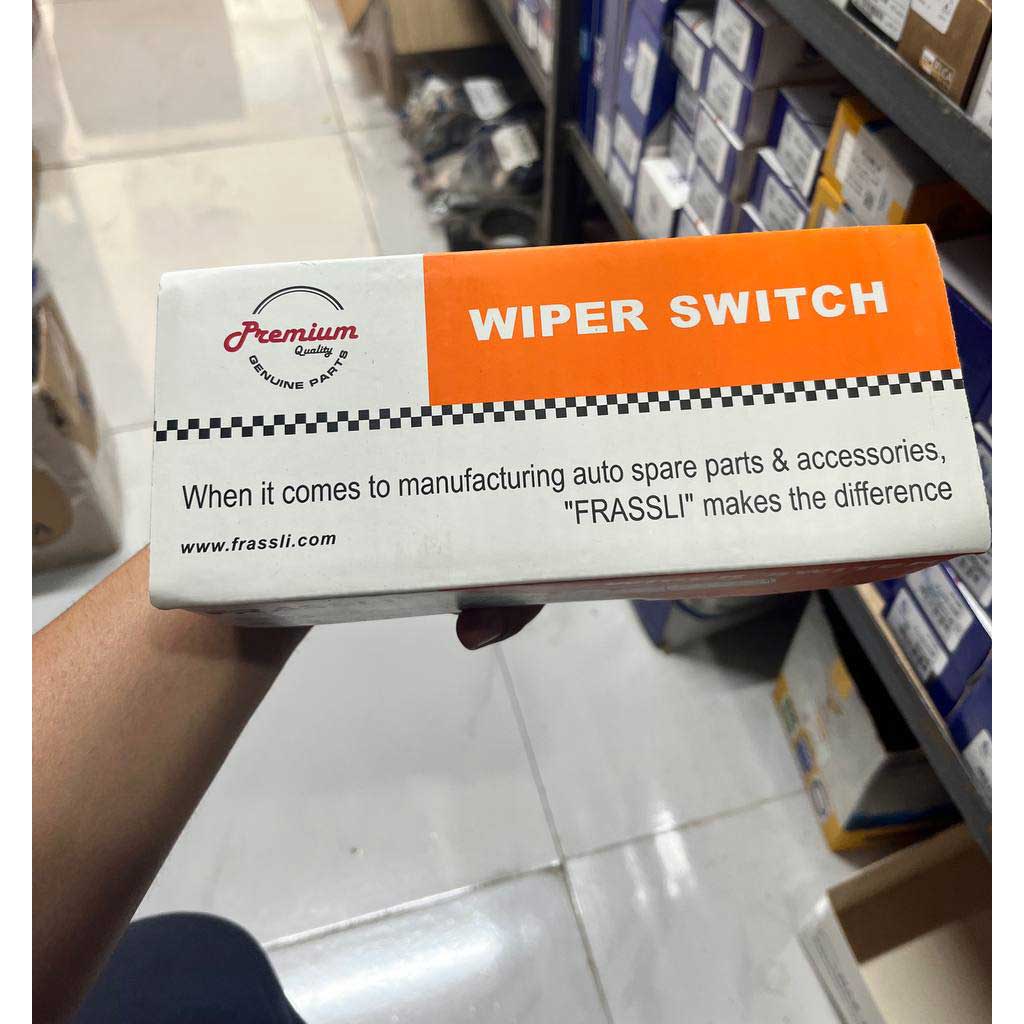 Premium
Quality
GENUINE PARTS
WIPER SWITCH
When it comes to manufacturing auto spare parts & accessories,
"FRASSLI" makes the difference
www.frassli.com